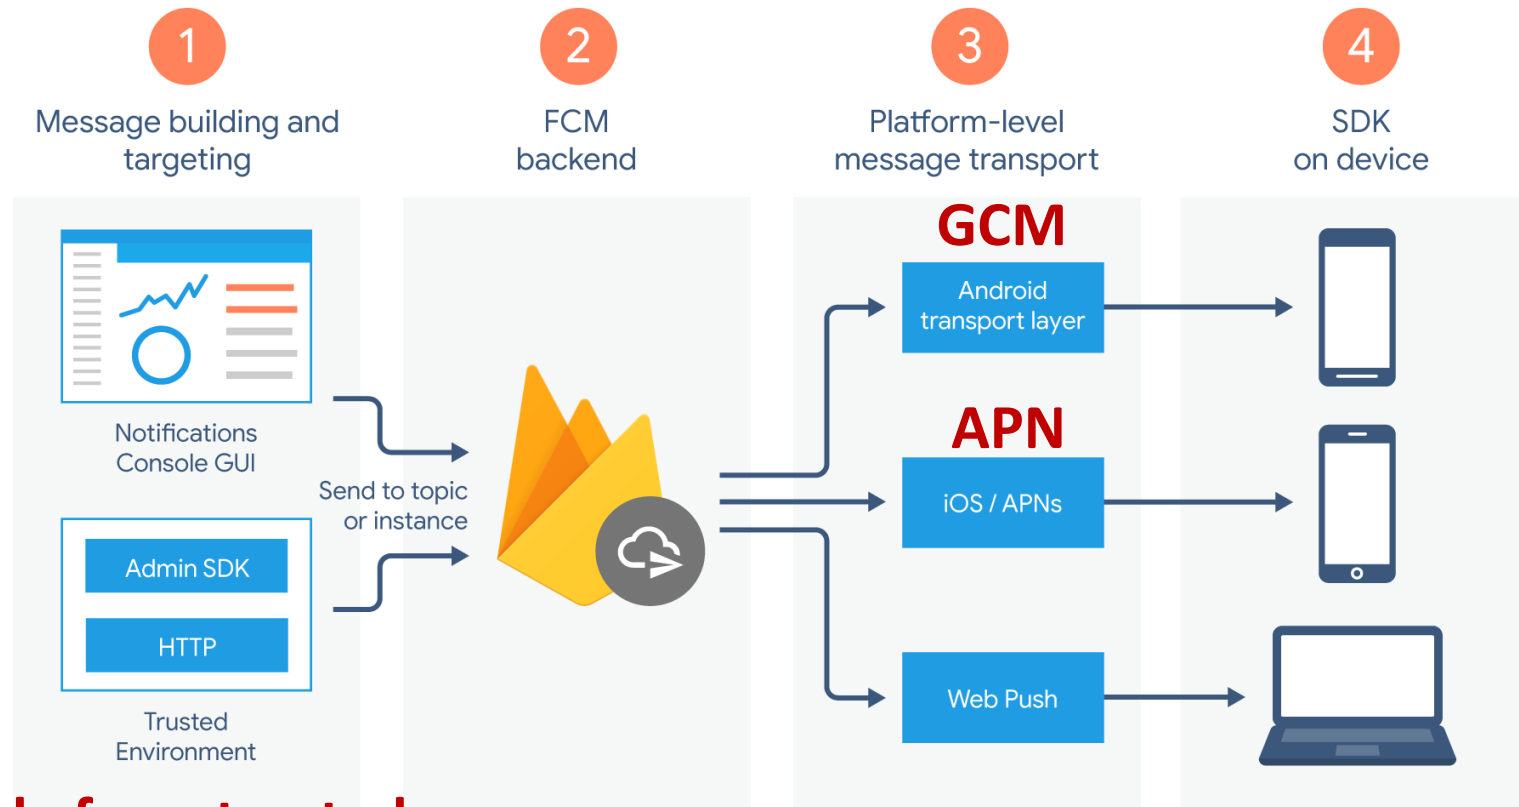 1
Message building and
targeting
2
FCM
backend
3
Platform-level
message transport
4
SDK
on device
Notifications
Console GUI
Send to topic
or instance
Admin SDK
HTTP
Trusted
Environment
GCM
Android
transport layer
APN
iOS / APNs
Web Push